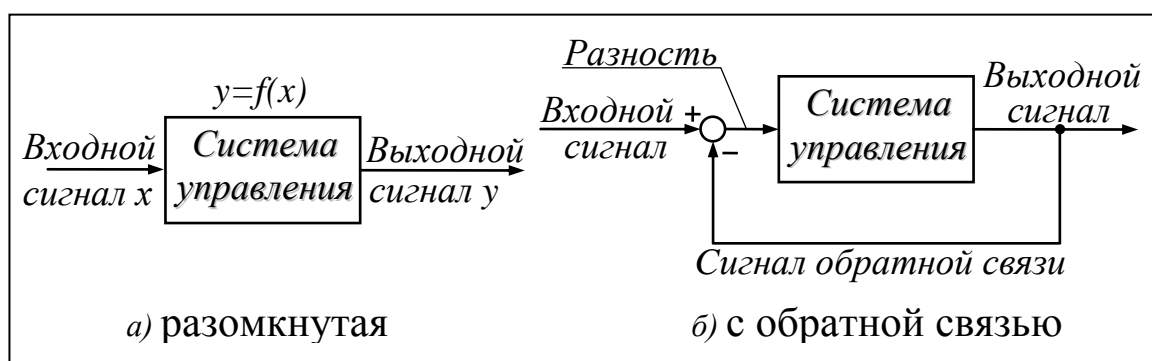 y=f(x)
Входной
сигнал x
Система
управления
Выходной
сигнал y
а) разомкнутая
Разность
Входной
сигнал
+
−
Система
управления
Выходной
сигнал
Сигнал обратной связи
б) с обратной связью